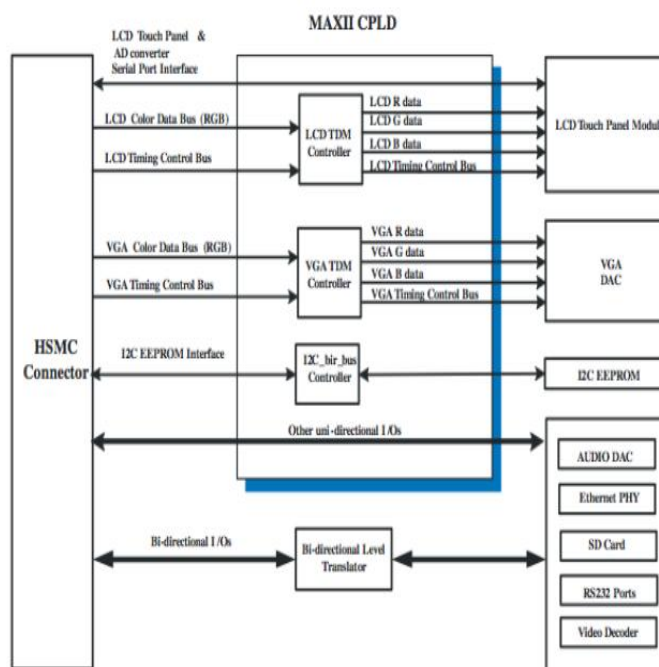 MAXII CPLD
LCD Touch Panel &
AD converter
Serial Port Interface
LCD Color Data Bus (RGB)
LCD Timing Control Bus
LCD TDM
Controller
LCD R data
LCD G data
LCD B data
LCD Timing Control Bus
LCD Touch Panel Modul
VGA Color Data Bus (RGB)
VGA Timing Control Bus
VGA TDM
Controller
VGA R data
VGA G data
VGA B data
VGA Timing Control Bus
VGA
DAC
HSMC
Connector
I2C EEPROM Interface
I2C_bir_bus
Controller
I2C EEPROM
Other uni-directional I/Os
Bi-directional I/Os
Bi-directional Level
Translator
AUDIO DAC
Ethernet PHY
SD Card
RS232 Ports
Video Decoder